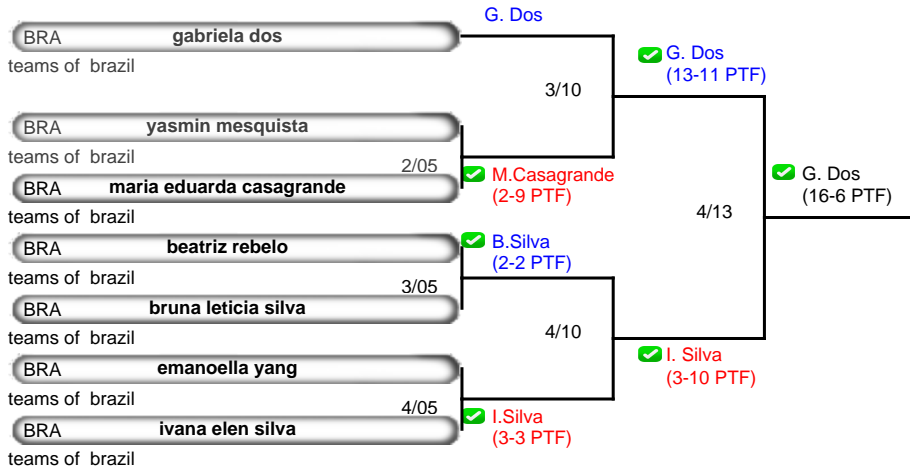 G. Dos
BRA gabriela dos
teams of  brazil
G. Dos
(13-11 PTF)
3/10
BRA yasmin mesquista
teams of  brazil
2/05
M.Casagrande
(2-9 PTF)
BRA maria eduarda casagrande
teams of  brazil
G. Dos
(16-6 PTF)
4/13
BRA beatriz rebelo
teams of  brazil
B.Silva
(2-2 PTF)
3/05
BRA bruna leticia silva
teams of  brazil
4/10
I. Silva
(3-10 PTF)
BRA emanoella yang
teams of  brazil
4/05
I.Silva
(3-3 PTF)
BRA ivana elen silva
teams of  brazil